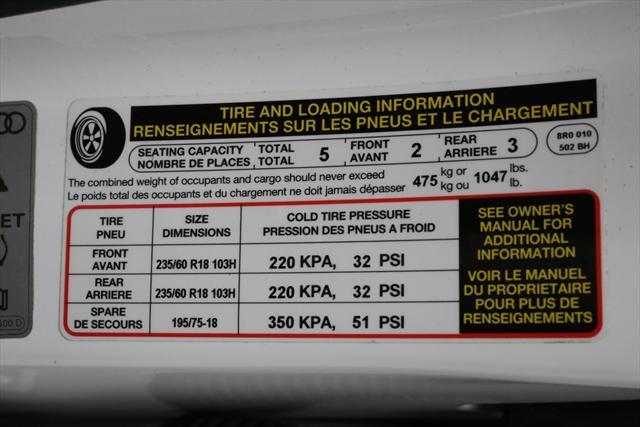 TIRE AND LOADING INFORMATION
RENSEIGNEMENTS SUR LES PNEUS ET LE CHARGEMENT
SEATING CAPACITY TOTAL 5 FRONT 2 REAR 3
NOMBRE DE PLACES TOTAL AVANT ARRIERE
8R0 010
502 BH
The combined weight of occupants and cargo should never exceed 475 kg or 1047 lbs.
Le poids total des occupants et du chargement ne doit jamais dépasser kg ou lb.
TIRE SIZE COLD TIRE PRESSURE
PNEU DIMENSIONS PRESSION DES PNEUS A FROID
FRONT
AVANT 235/60 R18 103H 220 KPA, 32 PSI
REAR
ARRIERE 235/60 R18 103H 220 KPA, 32 PSI
SPARE
DE SECOURS 195/75-18 350 KPA, 51 PSI
SEE OWNER'S
MANUAL FOR
ADDITIONAL
INFORMATION
VOIR LE MANUEL
DU PROPRIETAIRE
POUR PLUS DE
RENSEIGNEMENTS
ET
500 D